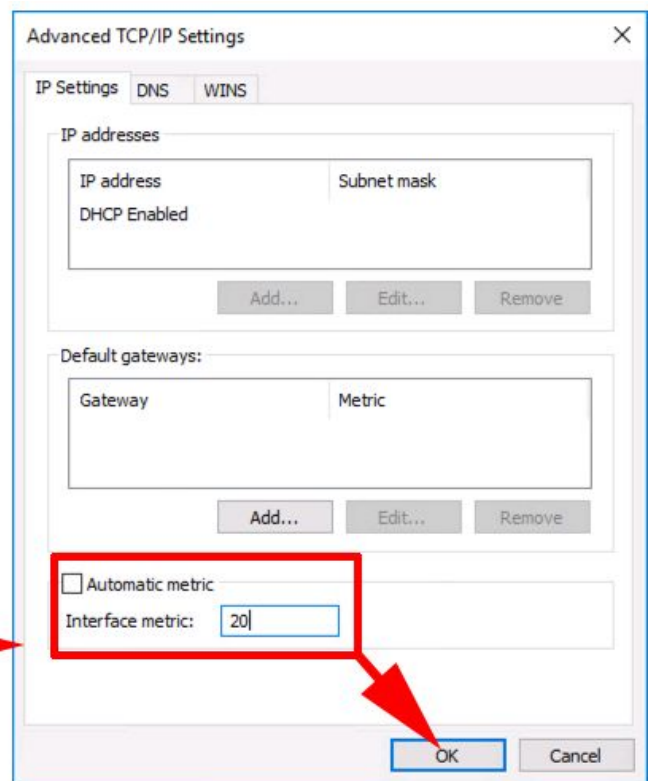 Advanced TCP/IP Settings
IP Settings DNS WINS
IP addresses
IP address Subnet mask
DHCP Enabled
Add... Edit... Remove
Default gateways:
Gateway Metric
Add... Edit... Remove
Automatic metric
Interface metric: 20
OK Cancel